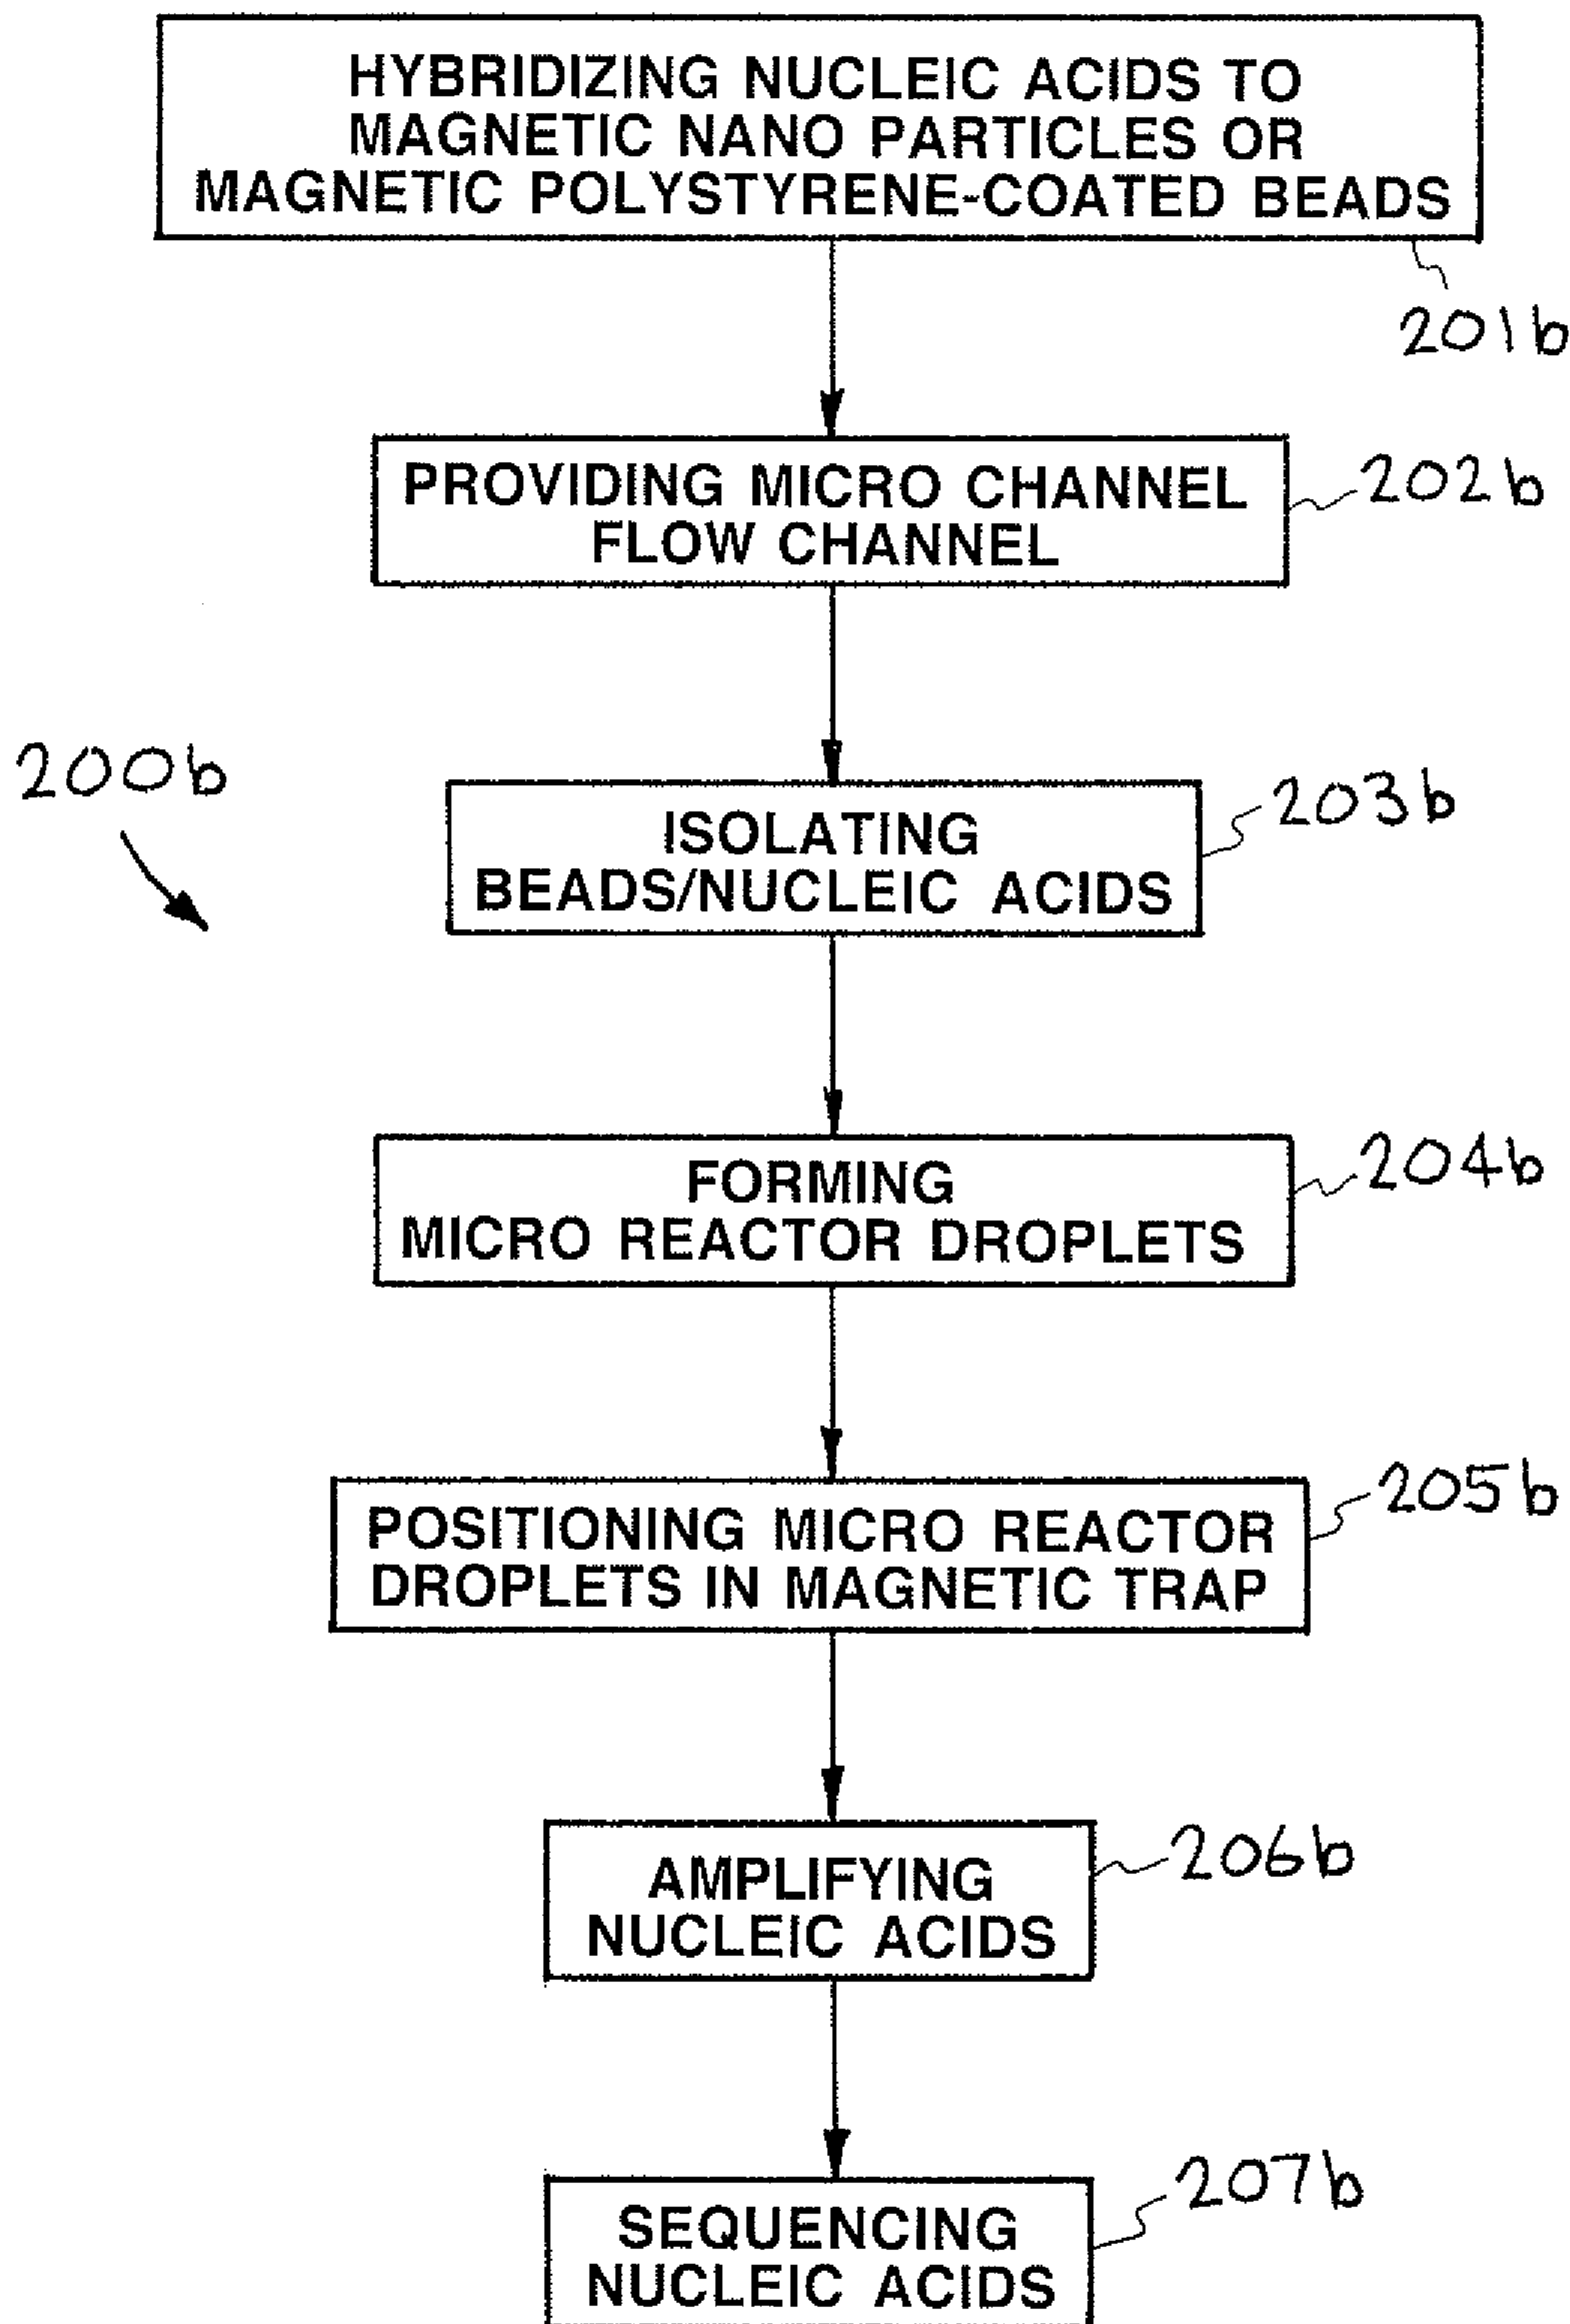 HYBRIDIZING NUCLEIC ACIDS TO
MAGNETIC NANO PARTICLES OR
MAGNETIC POLYSTYRENE-COATED BEADS
201b
PROVIDING MICRO CHANNEL
FLOW CHANNEL
202b
200b
ISOLATING
BEADS/NUCLEIC ACIDS
203b
FORMING
MICRO REACTOR DROPLETS
204b
POSITIONING MICRO REACTOR
DROPLETS IN MAGNETIC TRAP
205b
AMPLIFYING
NUCLEIC ACIDS
206b
SEQUENCING
NUCLEIC ACIDS
207b